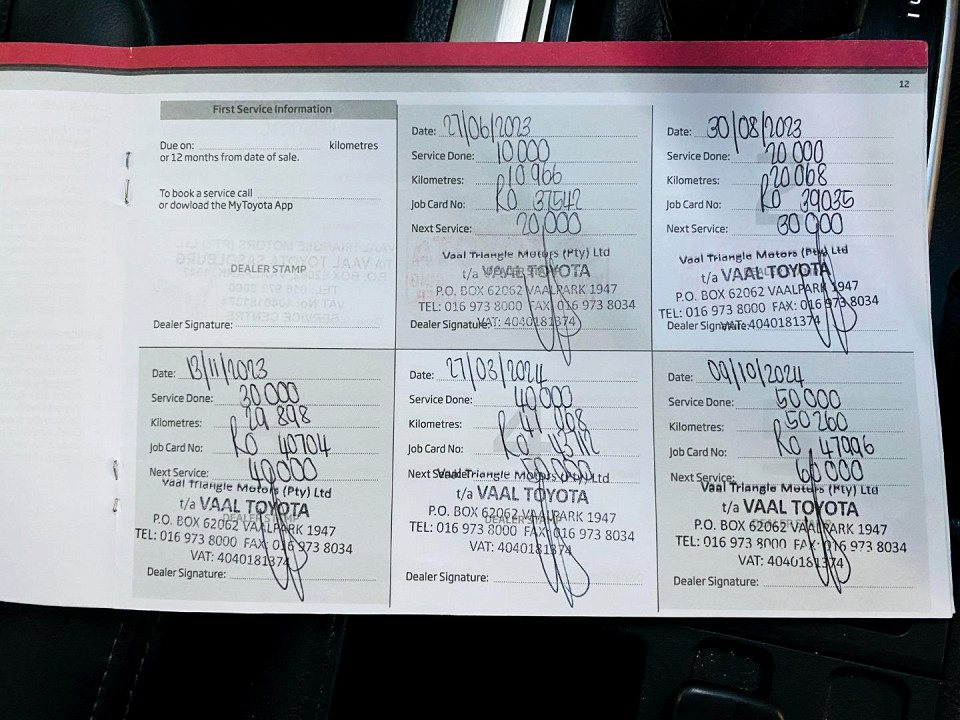 12
First Service Information
Due on: kilometres
or 12 months from date of sale.
To book a service call
or dowload the MyToyota App
DEALER STAMP
Dealer Signature:
Date: 27/06/2023
Service Done: 10 000
Kilometres: 10 966
Job Card No: RO 37542
Next Service: 20,000
Vaal Triangle Motors (Pty) Ltd
t/a VAAL TOYOTA
P.O. BOX 62062 VAALPARK 1947
TEL: 016 973 8000 FAX: 016 973 8034
Dealer Signature: VAT: 4040181374
Date: 30/08/2023
Service Done: 20 000
Kilometres: 20 068
Job Card No: RO 39035
Next Service: 30 000
Vaal Triangle Motors (Pty) Ltd
t/a VAAL TOYOTA
P.O. BOX 62062 VAALPARK 1947
TEL: 016 973 8000 FAX: 016 973 8034
Dealer Signature: VAT: 4040181374
Date: 13/11/2023
Service Done: 30 000
Kilometres: 29 898
Job Card No: RO 40704
Next Service: 40,000
Vaal Triangle Motors (Pty) Ltd
t/a VAAL TOYOTA
P.O. BOX 62062 VAALPARK 1947
TEL: 016 973 8000 FAX: 016 973 8034
VAT: 4040181374
Dealer Signature:
Date: 27/03/2024
Service Done: 40 000
Kilometres: 41
Job Card No: RO
Next Service: 50,000
Vaal Triangle Motors (Pty) Ltd
t/a VAAL TOYOTA
P.O. BOX 62062 VAALPARK 1947
TEL: 016 973 8000 FAX: 016 973 8034
VAT: 4040181374
Dealer Signature:
Date: 09/10/2024
Service Done: 50 000
Kilometres: 50 260
Job Card No: RO 47996
Next Service: 60 000
Vaal Triangle Motors (Pty) Ltd
t/a VAAL TOYOTA
P.O. BOX 62062 VAALPARK 1947
TEL: 016 973 8000 FAX: 016 973 8034
VAT: 4040181374
Dealer Signature: